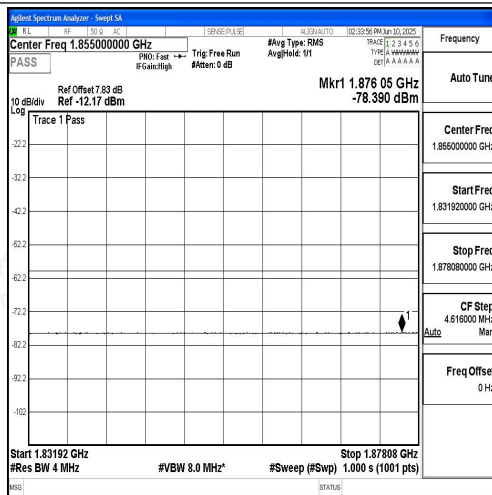 Agilent Spectrum Analyzer - Swept SA
RL RF 50 Ω AC SENSE:PULSE ALIGN AUTO 02:33:56 PM Jun 10, 2025
Center Freq 1.855000000 GHz
PASS
PNO: Fast
IFGain:High
Trig: Free Run
#Atten: 0 dB
#Avg Type: RMS
Avg|Hold: 1/1
TRACE 1 2 3 4 5 6
TYPE A WWWWW
DET A A A A A A
Ref Offset 7.83 dB
10 dB/div Ref -12.17 dBm
Log
Mkr1 1.876 05 GHz
-78.390 dBm
Trace 1 Pass
-22.2
-32.2
-42.2
-52.2
-62.2
-72.2
1
-82.2
-92.2
-102
Start 1.83192 GHz Stop 1.87808 GHz
#Res BW 4 MHz #VBW 8.0 MHz* #Sweep (#Swp) 1.000 s (1001 pts)
MSG STATUS
Frequency
Auto Tune
Center Freq
1.855000000 GHz
Start Freq
1.831920000 GHz
Stop Freq
1.878080000 GHz
CF Step
4.616000 MHz
Auto Man
Freq Offset
0 Hz